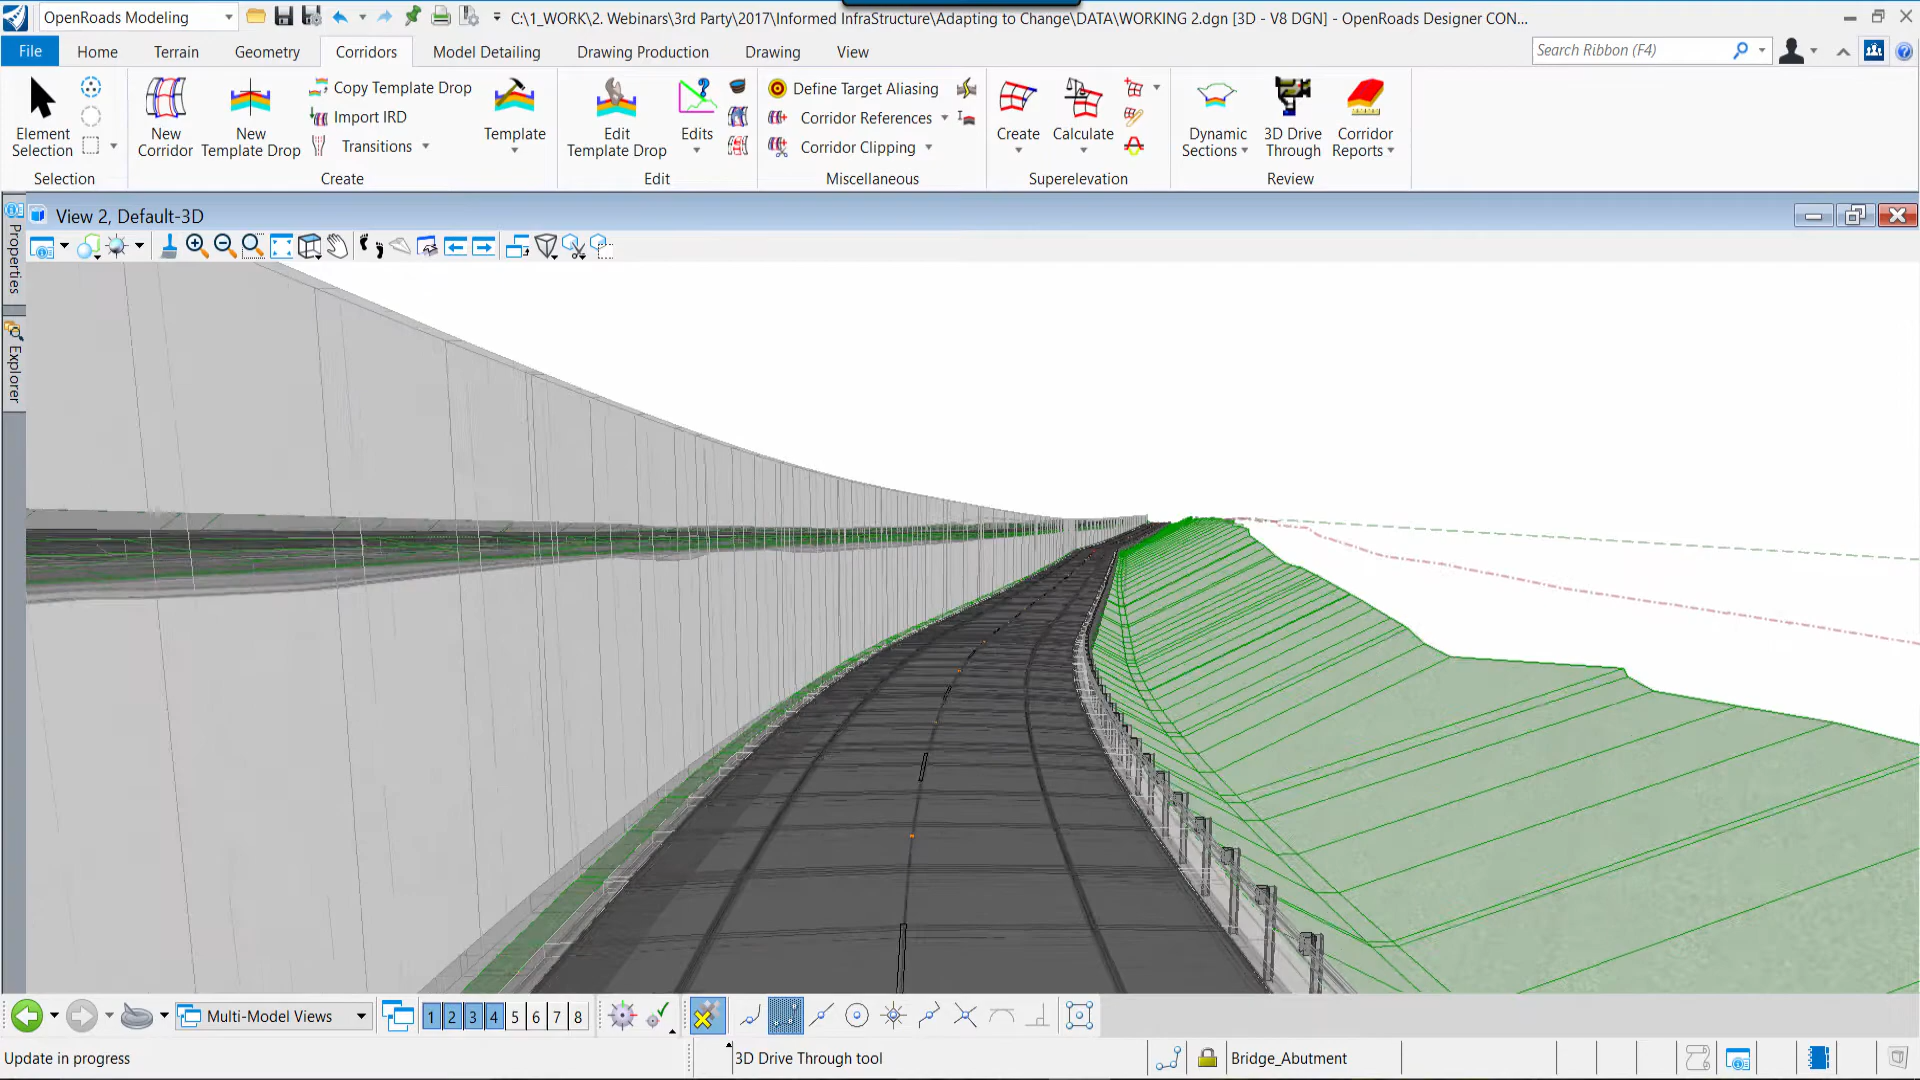 OpenRoads Modeling
C:\1_WORK\2. Webinars\3rd Party\2017\Informed InfraStructure\Adapting to Change\DATA\WORKING 2.dgn [3D - V8 DGN] - OpenRoads Designer CON...
File Home Terrain Geometry Corridors Model Detailing Drawing Production Drawing View
Search Ribbon (F4)
Element Selection
Selection
New Corridor
New Template Drop
Copy Template Drop
Import IRD
Transitions
Template
Create
Edit Template Drop
Edits
Edit
Define Target Aliasing
Corridor References
Corridor Clipping
Miscellaneous
Create
Calculate
Superelevation
Dynamic Sections
3D Drive Through
Corridor Reports
Review
View 2, Default-3D
Properties
Explorer
Multi-Model Views
1 2 3 4 5 6 7 8
Update in progress
3D Drive Through tool
Bridge_Abutment